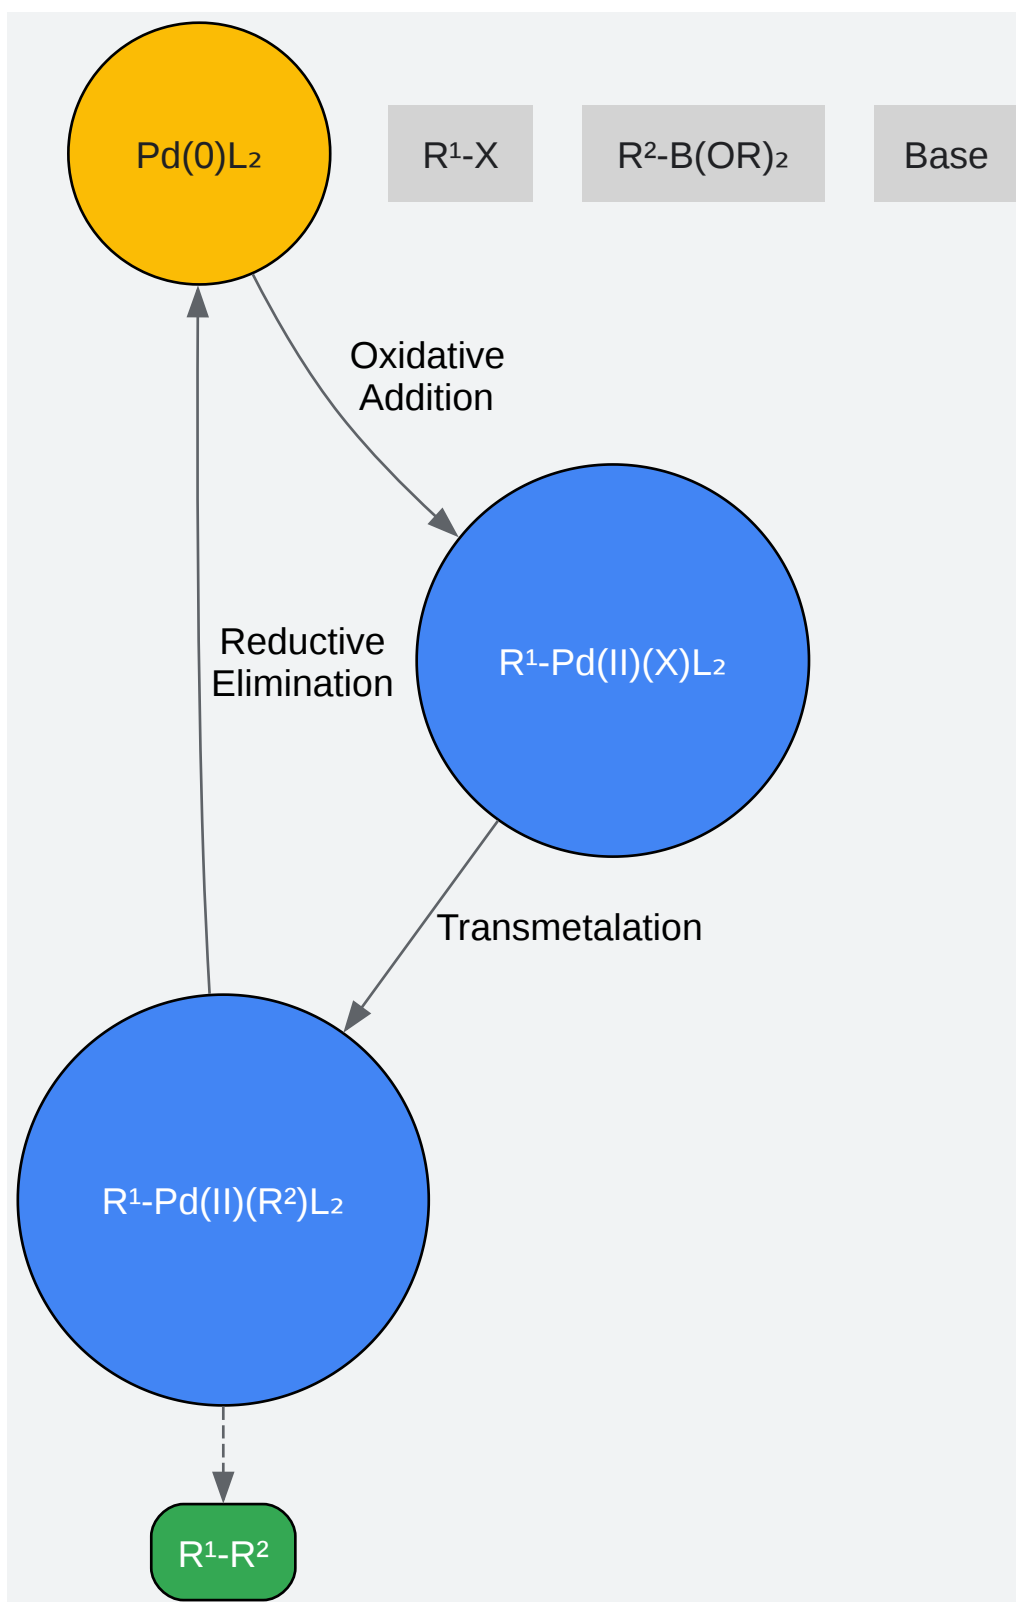 Pd(0)L₂
R¹-X
R²-B(OR)₂
Base
Oxidative
Addition
Reductive
Elimination
R¹-Pd(II)(X)L₂
Transmetalation
R¹-Pd(II)(R²)L₂
R¹-R²